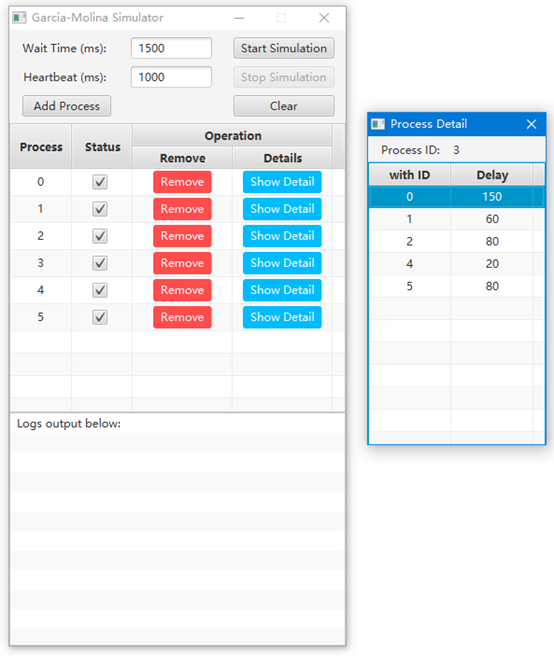 Garcia-Molina Simulator
Wait Time (ms): 1500 Start Simulation
Heartbeat (ms): 1000 Stop Simulation
Add Process Clear
Process Status Operation
Remove Details
0 Remove Show Detail
1 Remove Show Detail
2 Remove Show Detail
3 Remove Show Detail
4 Remove Show Detail
5 Remove Show Detail
Logs output below:
Process Detail
Process ID: 3
with ID Delay
0 150
1 60
2 80
4 20
5 80